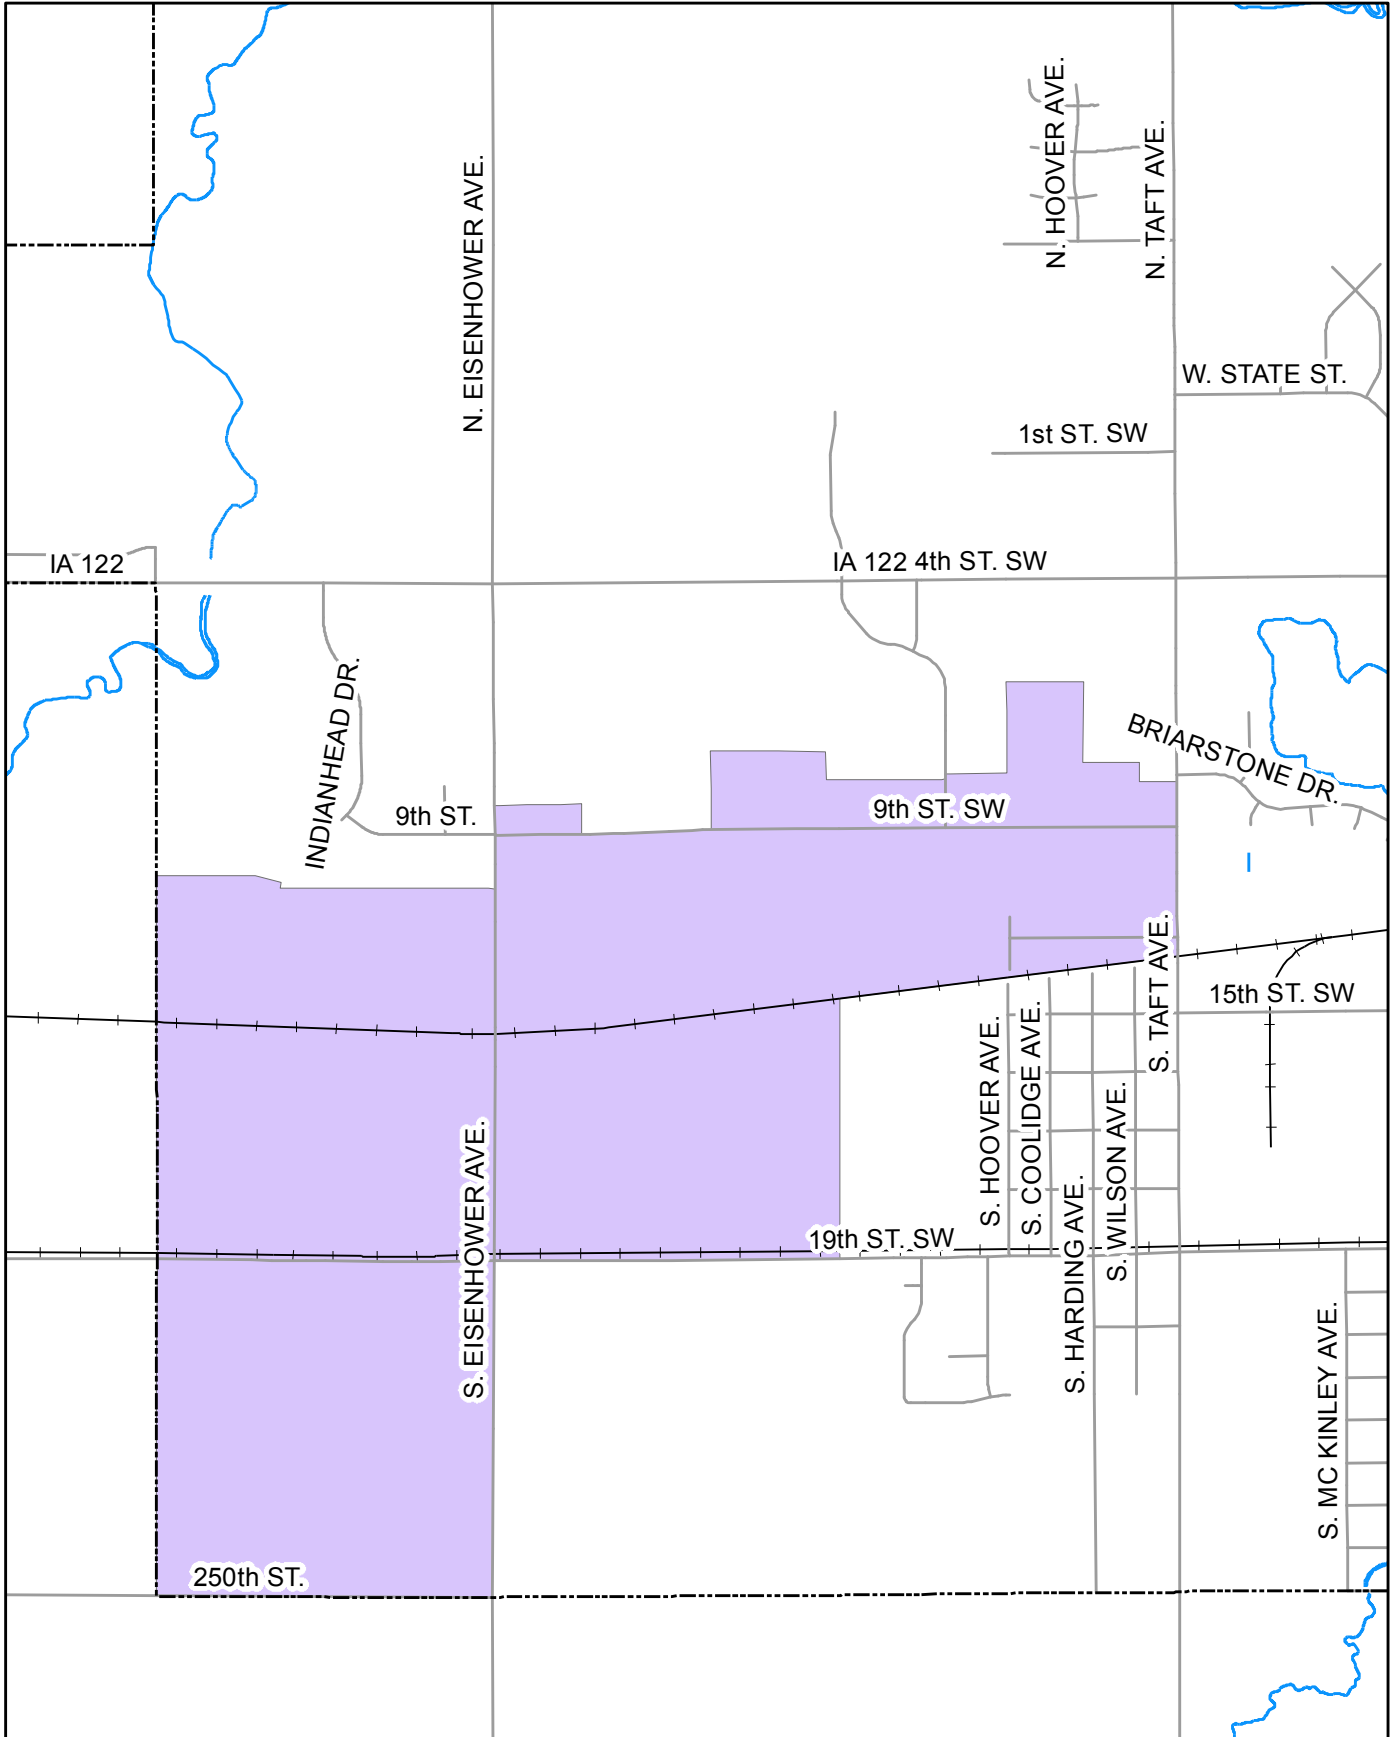 N. HOOVER AVE.
N. TAFT AVE.
N. EISENHOWER AVE.
W. STATE ST.
1st ST. SW
IA 122
IA 122 4th ST. SW
INDIANHEAD DR.
BRIARSTONE DR.
9th ST.
9th ST. SW
S. TAFT AVE.
15th ST. SW
S. HOOVER AVE.
S. COOLIDGE AVE.
S. WILSON AVE.
S. EISENHOWER AVE.
S. HARDING AVE.
19th ST. SW
S. MC KINLEY AVE.
250th ST.